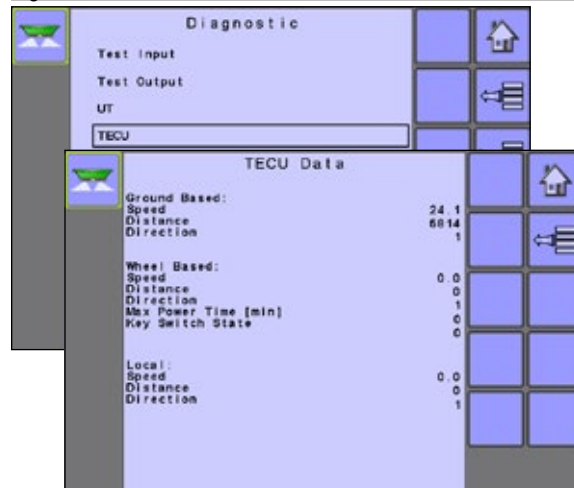 Diagnostic
Test Input
Test Output
UT
TECU
TECU Data
Ground Based:
Speed 24.1
Distance 6814
Direction 1
Wheel Based:
Speed 0.0
Distance 0
Direction 1
Max Power Time [min] 0
Key Switch State 0
Local:
Speed 0.0
Distance 0
Direction 1